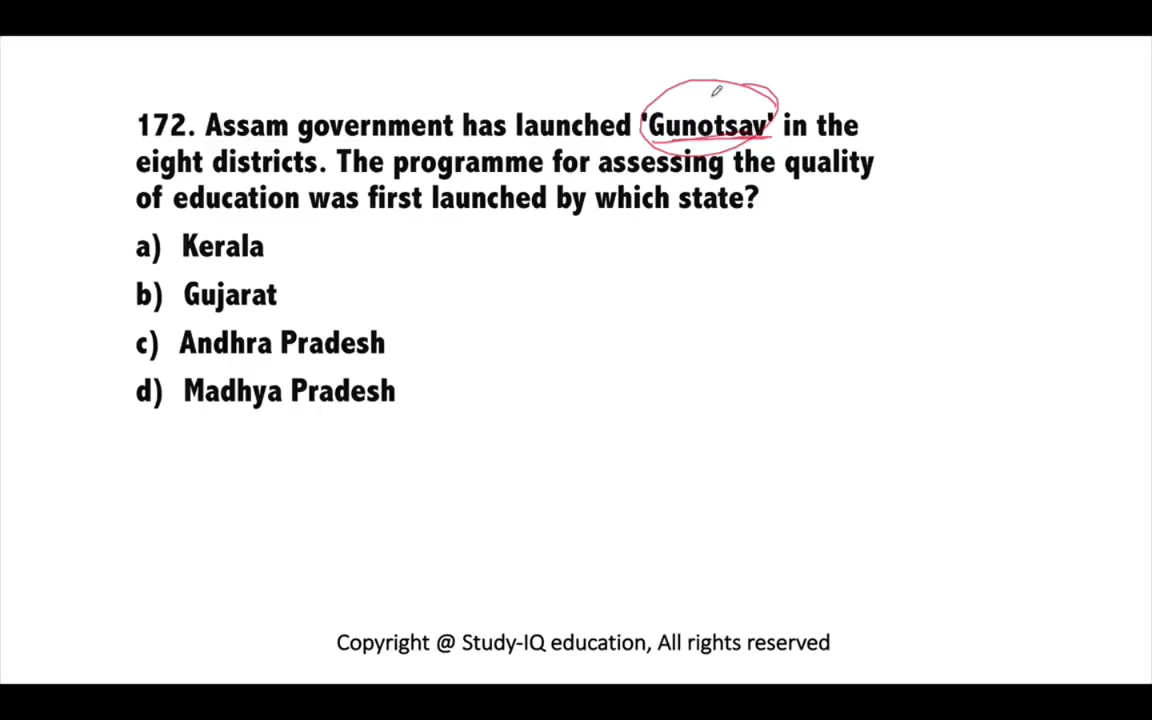 172. Assam government has launched 'Gunotsav' in the
eight districts. The programme for assessing the quality
of education was first launched by which state?
a) Kerala
b) Gujarat
c) Andhra Pradesh
d) Madhya Pradesh
Copyright @ Study-IQ education, All rights reserved